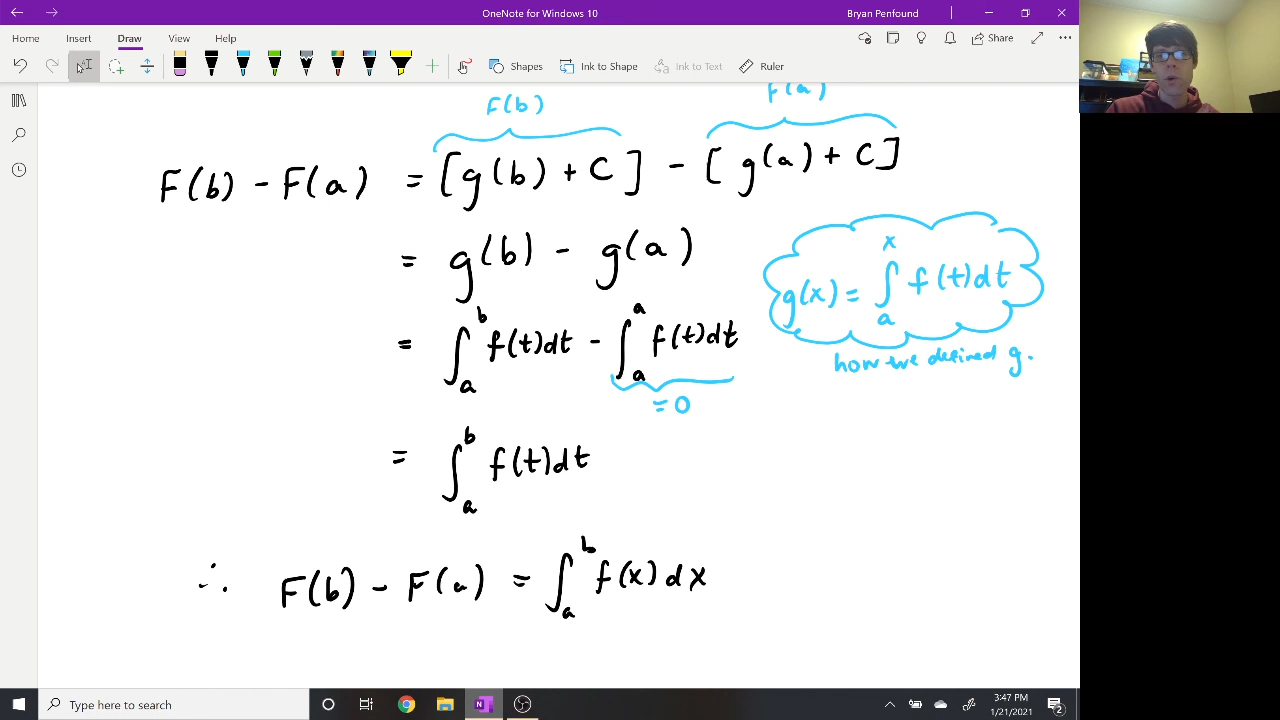 OneNote for Windows 10
Bryan Penfound
Home Insert Draw View Help
Share
Shapes
Ink to Shape
Ink to Text
Ruler
F(b) F(a)
F(b) - F(a) = [g(b) + C] - [g(a) + C]
= g(b) - g(a)
g(x) = ∫_a^x f(t)dt
= ∫_a^b f(t)dt - ∫_a^a f(t)dt
how we defined g.
= 0
= ∫_a^b f(t)dt
∴ F(b) - F(a) = ∫_a^b f(x)dx
Type here to search
3:47 PM
1/21/2021
2